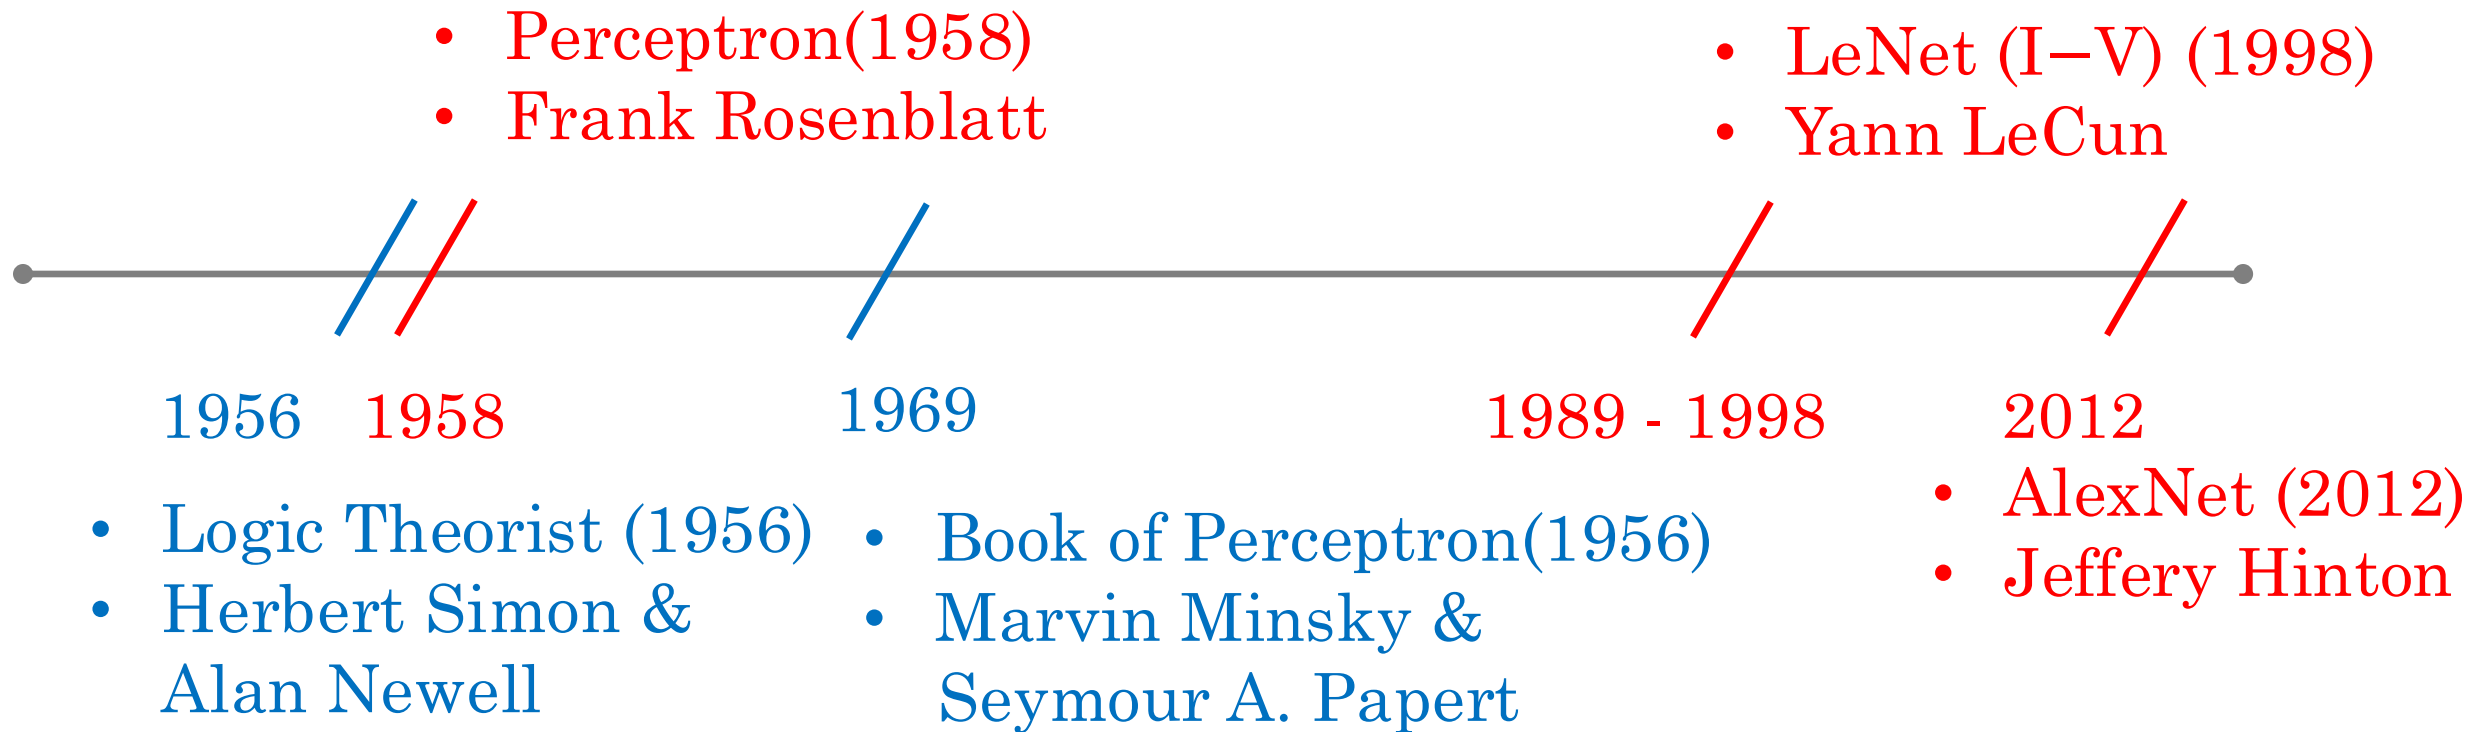 • Perceptron(1958)
• Frank Rosenblatt
• LeNet (I–V) (1998)
• Yann LeCun
1956
1958
1969
1989 - 1998
2012
• Logic Theorist (1956)
• Herbert Simon &
Alan Newell
• Book of Perceptron(1956)
• Marvin Minsky &
Seymour A. Papert
• AlexNet (2012)
• Jeffery Hinton